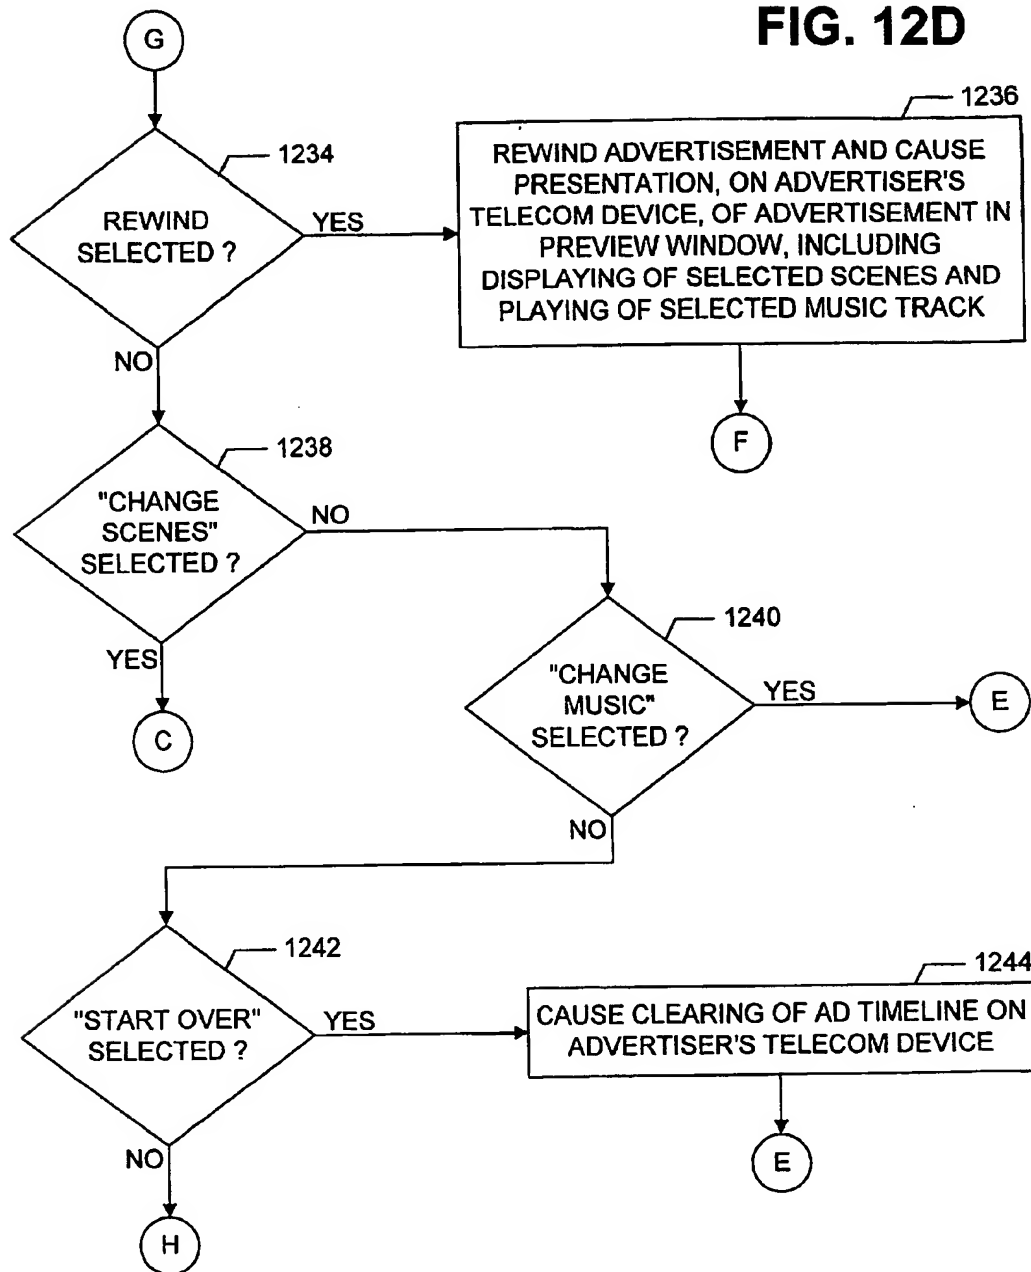 FIG. 12D
G
1234
REWIND
SELECTED ?
YES
NO
1236
REWIND ADVERTISEMENT AND CAUSE
PRESENTATION, ON ADVERTISER'S
TELECOM DEVICE, OF ADVERTISEMENT IN
PREVIEW WINDOW, INCLUDING
DISPLAYING OF SELECTED SCENES AND
PLAYING OF SELECTED MUSIC TRACK
F
1238
"CHANGE
SCENES"
SELECTED ?
NO
YES
C
1240
"CHANGE
MUSIC"
SELECTED ?
YES
E
NO
1242
"START OVER"
SELECTED ?
YES
NO
1244
CAUSE CLEARING OF AD TIMELINE ON
ADVERTISER'S TELECOM DEVICE
E
H